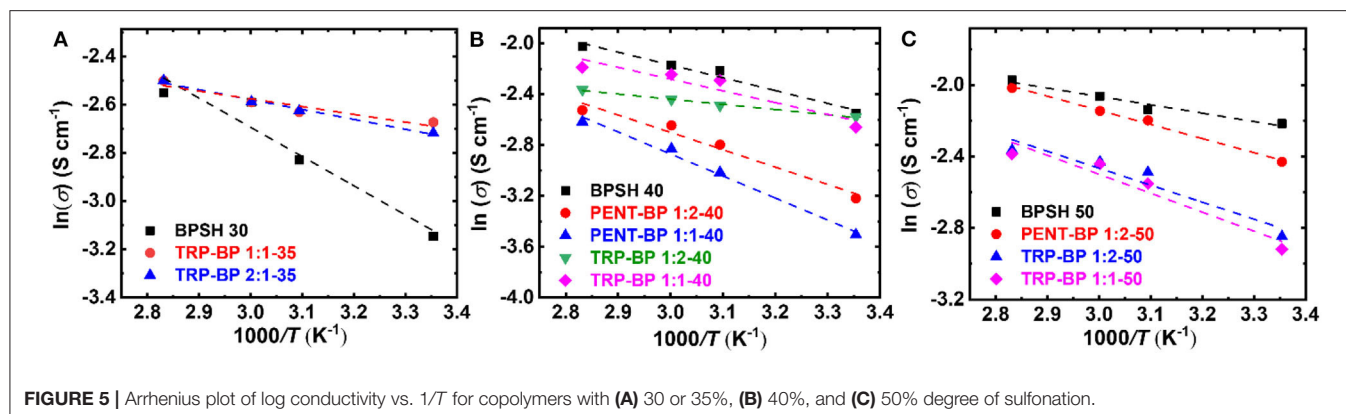 A
ln(σ) (S cm⁻¹)
-2.4
-2.6
-2.8
-3.0
-3.2
-3.4
BPSH 30
TRP-BP 1:1-35
TRP-BP 2:1-35
2.8 2.9 3.0 3.1 3.2 3.3 3.4
1000/T (K⁻¹)
B
ln (σ) (S cm⁻¹)
-2.0
-2.4
-2.8
-3.2
-3.6
-4.0
BPSH 40
PENT-BP 1:2-40
PENT-BP 1:1-40
TRP-BP 1:2-40
TRP-BP 1:1-40
2.8 2.9 3.0 3.1 3.2 3.3 3.4
1000/T (K⁻¹)
C
ln (σ) (S cm⁻¹)
-2.0
-2.4
-2.8
-3.2
BPSH 50
PENT-BP 1:2-50
TRP-BP 1:2-50
TRP-BP 1:1-50
2.8 2.9 3.0 3.1 3.2 3.3 3.4
1000/T (K⁻¹)
FIGURE 5 | Arrhenius plot of log conductivity vs. 1/T for copolymers with (A) 30 or 35%, (B) 40%, and (C) 50% degree of sulfonation.